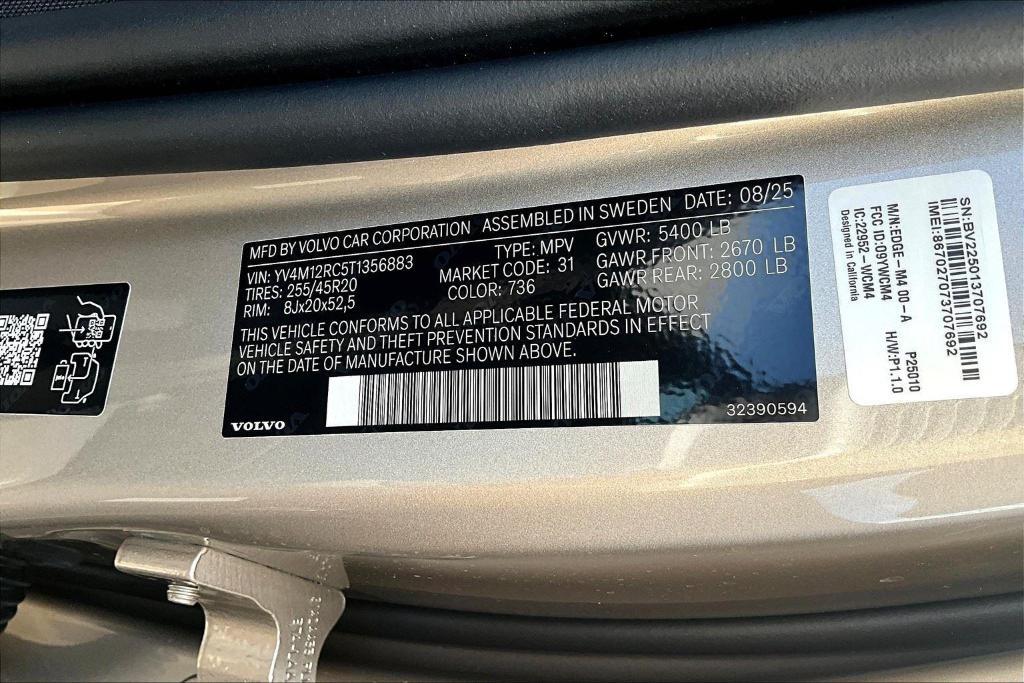 MFD BY VOLVO CAR CORPORATION ASSEMBLED IN SWEDEN DATE: 08/25
VIN: YV4M12RC5T1356883 TYPE: MPV GVWR: 5400 LB
TIRES: 255/45R20 MARKET CODE: 31 GAWR FRONT: 2670 LB
RIM: 8Jx20x52,5 COLOR: 736 GAWR REAR: 2800 LB
THIS VEHICLE CONFORMS TO ALL APPLICABLE FEDERAL MOTOR
VEHICLE SAFETY AND THEFT PREVENTION STANDARDS IN EFFECT
ON THE DATE OF MANUFACTURE SHOWN ABOVE.
VOLVO
32390594
SN:BV225013707892
IMEI:867027073707692
M/N:EDGE-M4 00-A P25010
FCC ID:09YWCM4 H/W:P1.1.0
IC:22952-WCM4
Designed in California